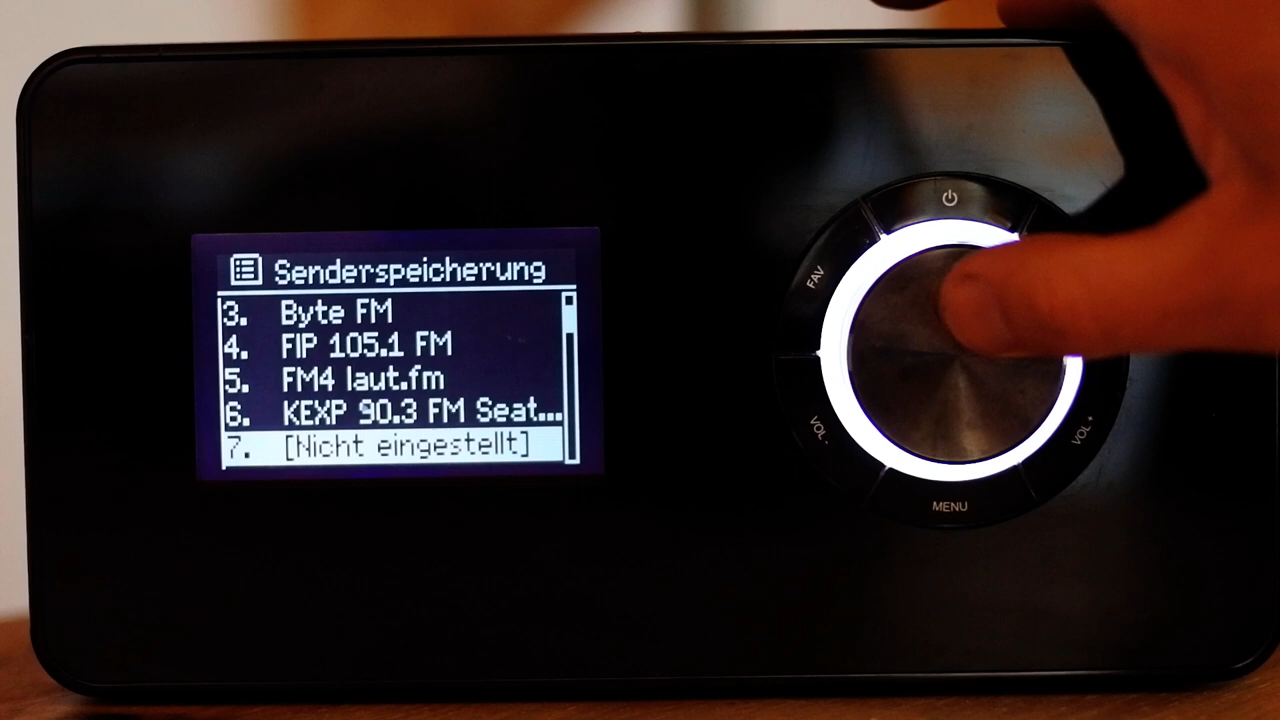 Senderspeicherung
3. Byte FM
4. FIP 105.1 FM
5. FM4 laut.fm
6. KEXP 90.3 FM Seat...
7. [Nicht eingestellt]
FAV
VOL -
VOL +
MENU